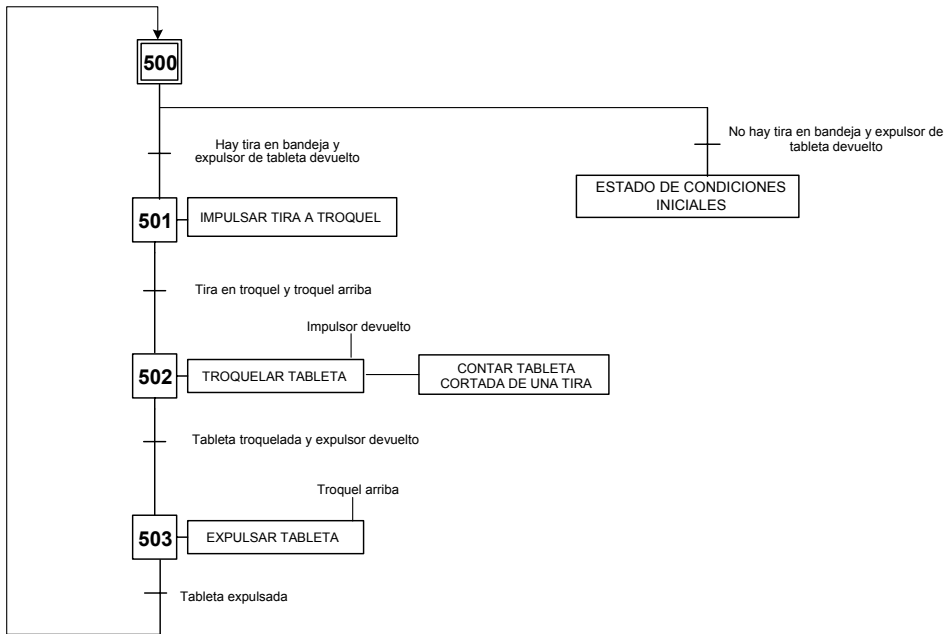 500
Hay tira en bandeja y
expulsor de tableta devuelto
No hay tira en bandeja y expulsor de
tableta devuelto
ESTADO DE CONDICIONES
INICIALES
501
IMPULSAR TIRA A TROQUEL
Tira en troquel y troquel arriba
Impulsor devuelto
502
TROQUELAR TABLETA
CONTAR TABLETA
CORTADA DE UNA TIRA
Tableta troquelada y expulsor devuelto
Troquel arriba
503
EXPULSAR TABLETA
Tableta expulsada